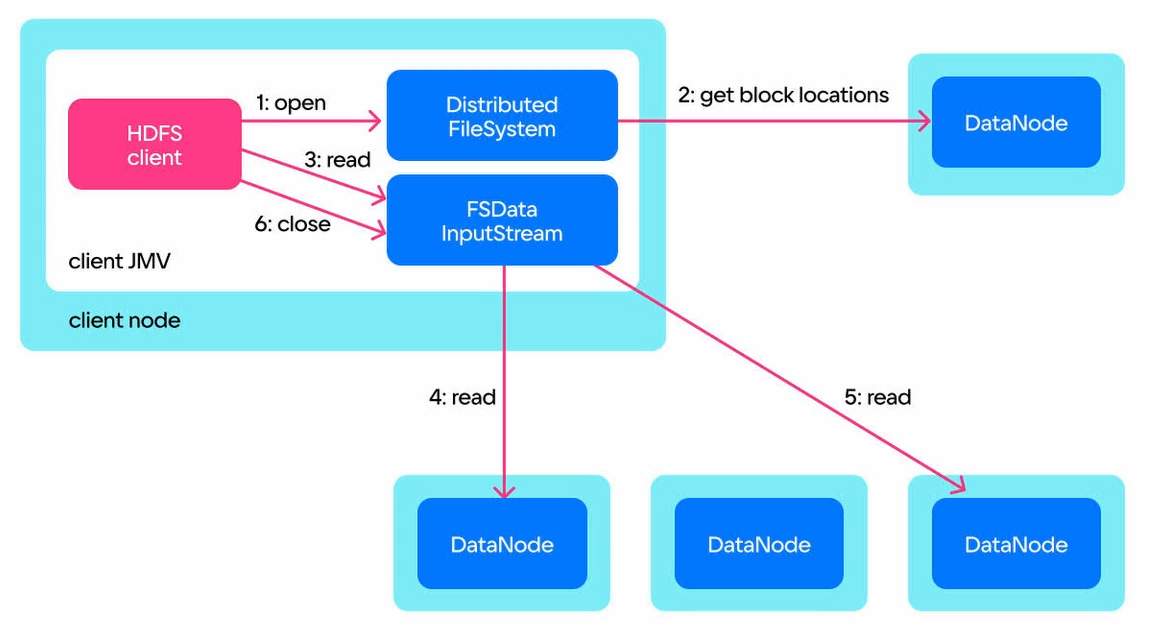 1: open
Distributed
FileSystem
2: get block locations
DataNode
HDFS
client
3: read
FSData
InputStream
6: close
client JMV
client node
4: read
5: read
DataNode
DataNode
DataNode